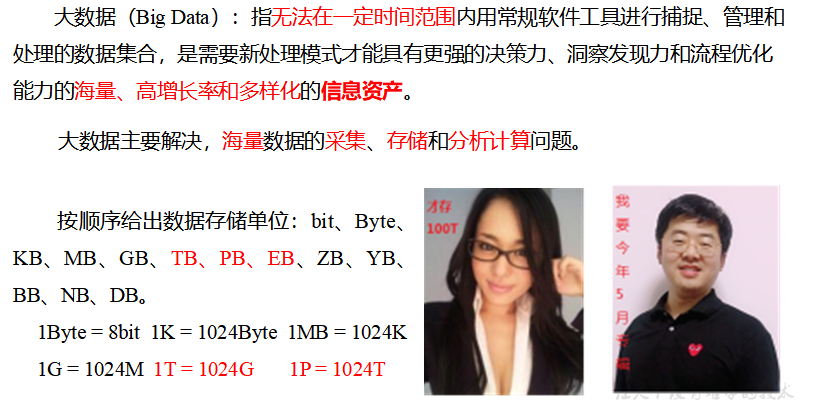 大数据（Big Data）：指无法在一定时间范围内用常规软件工具进行捕捉、管理和
处理的数据集合，是需要新处理模式才能具有更强的决策力、洞察发现力和流程优化
能力的海量、高增长率和多样化的信息资产。
大数据主要解决，海量数据的采集、存储和分析计算问题。
按顺序给出数据存储单位：bit、Byte、
KB、MB、GB、TB、PB、EB、ZB、YB、
BB、NB、DB。
1Byte = 8bit 1K = 1024Byte 1MB = 1024K
1G = 1024M 1T = 1024G 1P = 1024T
才存
100T
我
要
今
年
5
月